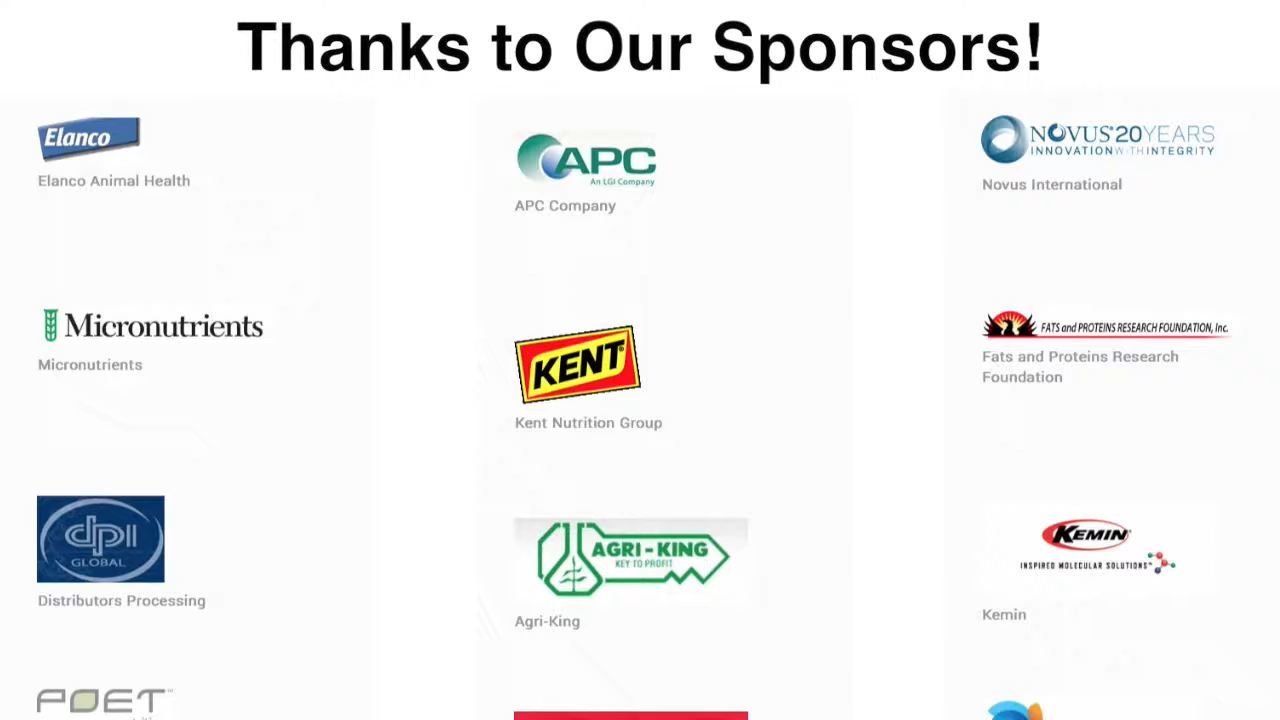 Thanks to Our Sponsors!
Elanco
Elanco Animal Health
APC
An LGI Company
APC Company
NOVUS® 20 YEARS
INNOVATION WITH INTEGRITY
Novus International
Micronutrients
Micronutrients
KENT®
Kent Nutrition Group
FATS and PROTEINS RESEARCH FOUNDATION, Inc.
Fats and Proteins Research
Foundation
dpi
GLOBAL
Distributors Processing
AGRI-KING
KEY TO PROFIT
Agri-King
KEMIN®
INSPIRED MOLECULAR SOLUTIONS™
Kemin
POET™